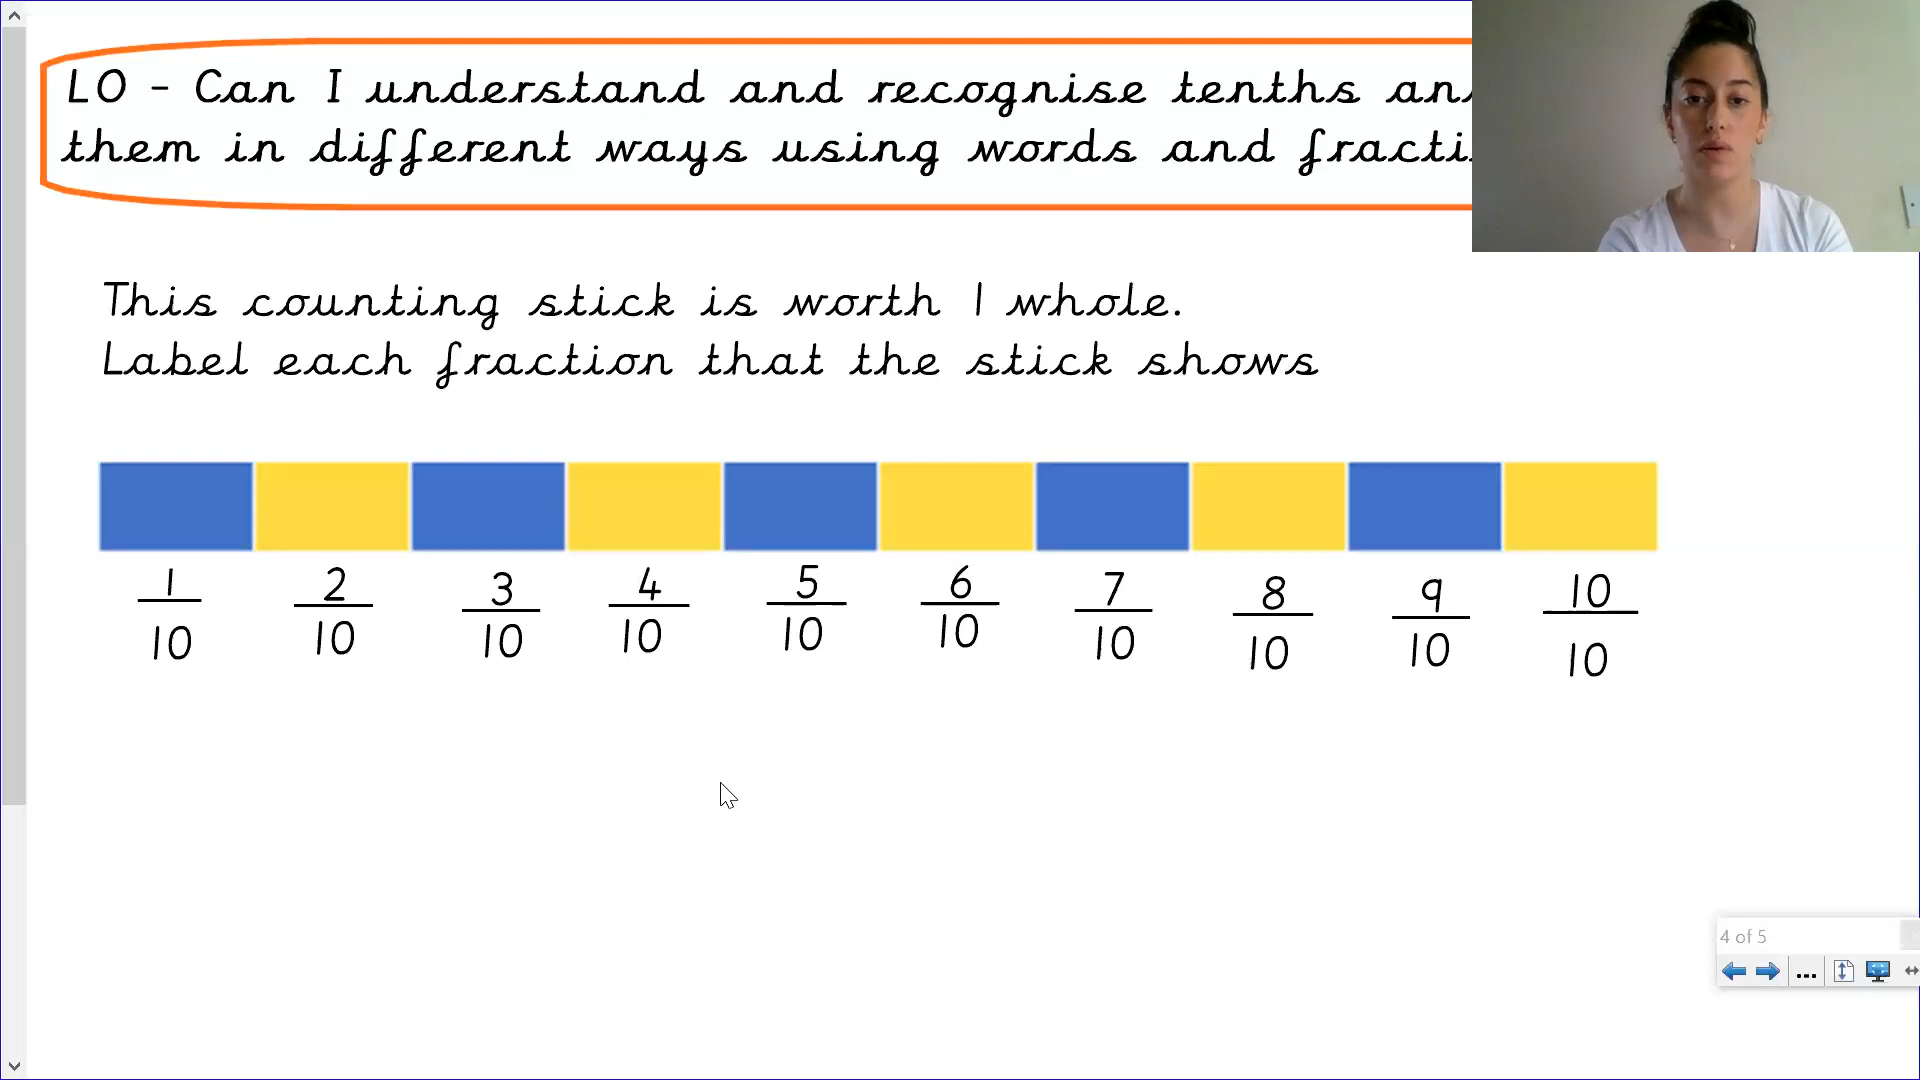 LO - Can I understand and recognise tenths
them in different ways using words and
This counting stick is worth 1 whole.
Label each fraction that the stick shows
1 2 3 4 5 6 7 8 9 10
10 10 10 10 10 10 10 10 10 10
4 of 5
...